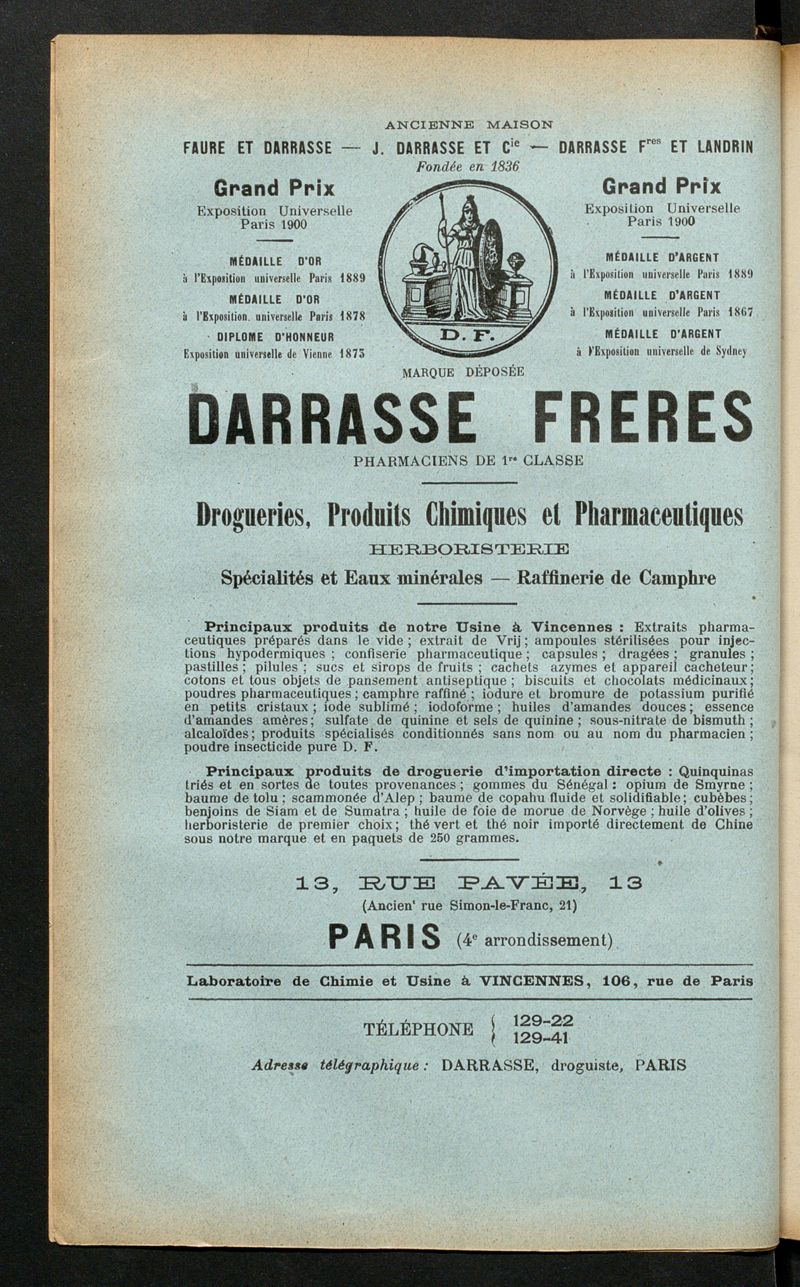 ANCIENNE MAISON
FAURE ET DARRASSE — J. DARRASSE ET Cie — DARRASSE Fres ET LANDRIN
Fondée en 1836
Grand Prix
Exposition Universelle
Paris 1900
MÉDAILLE D'OR
à l'Exposition universelle Paris 1889
MÉDAILLE D'OR
à l'Exposition. universelle Paris 1878
DIPLOME D'HONNEUR
Exposition universelle de Vienne 1873
D. F.
MARQUE DÉPOSÉE
Grand Prix
Exposition Universelle
Paris 1900
MÉDAILLE D'ARGENT
à l'Exposition universelle Paris 1889
MÉDAILLE D'ARGENT
à l'Exposition universelle Paris 1867
MÉDAILLE D'ARGENT
à l'Exposition universelle de Sydney
DARRASSE FRERES
PHARMACIENS DE 1re CLASSE
Drogueries, Produits Chimiques et Pharmaceutiques
HERBORISTERIE
Spécialités et Eaux minérales — Raffinerie de Camphre
Principaux produits de notre Usine à Vincennes : Extraits pharma-
ceutiques préparés dans le vide ; extrait de Vrij ; ampoules stérilisées pour injec-
tions hypodermiques ; confiserie pharmaceutique ; capsules ; dragées ; granules ;
pastilles ; pilules ; sucs et sirops de fruits ; cachets azymes et appareil cacheteur ;
cotons et tous objets de pansement antiseptique ; biscuits et chocolats médicinaux ;
poudres pharmaceutiques ; camphre raffiné ; iodure et bromure de potassium purifié
en petits cristaux ; iode sublimé ; iodoforme ; huiles d'amandes douces ; essence
d'amandes amères ; sulfate de quinine et sels de quinine ; sous-nitrate de bismuth ;
alcaloïdes ; produits spécialisés conditionnés sans nom ou au nom du pharmacien ;
poudre insecticide pure D. F.
Principaux produits de droguerie d'importation directe : Quinquinas
triés et en sortes de toutes provenances ; gommes du Sénégal : opium de Smyrne ;
baume de tolu ; scammonée d'Alep ; baume de copahu fluide et solidifiable ; cubèbes ;
benjoins de Siam et de Sumatra ; huile de foie de morue de Norvège ; huile d'olives ;
herboristerie de premier choix ; thé vert et thé noir importé directement de Chine
sous notre marque et en paquets de 250 grammes.
13, RUE PAVÉE, 13
(Ancient rue Simon-le-Franc, 21)
PARIS (4e arrondissement)
Laboratoire de Chimie et Usine à VINCENNES, 106, rue de Paris
TÉLÉPHONE { 129-22
129-41
Adresse télégraphique : DARRASSE, droguiste, PARIS